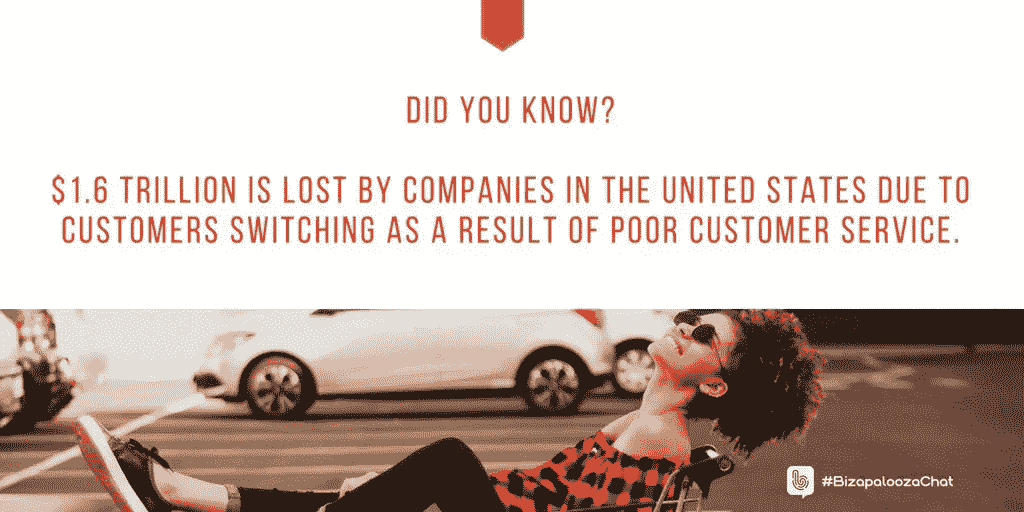 DID YOU KNOW?
$1.6 TRILLION IS LOST BY COMPANIES IN THE UNITED STATES DUE TO
CUSTOMERS SWITCHING AS A RESULT OF POOR CUSTOMER SERVICE.
#BizapaloozaChat